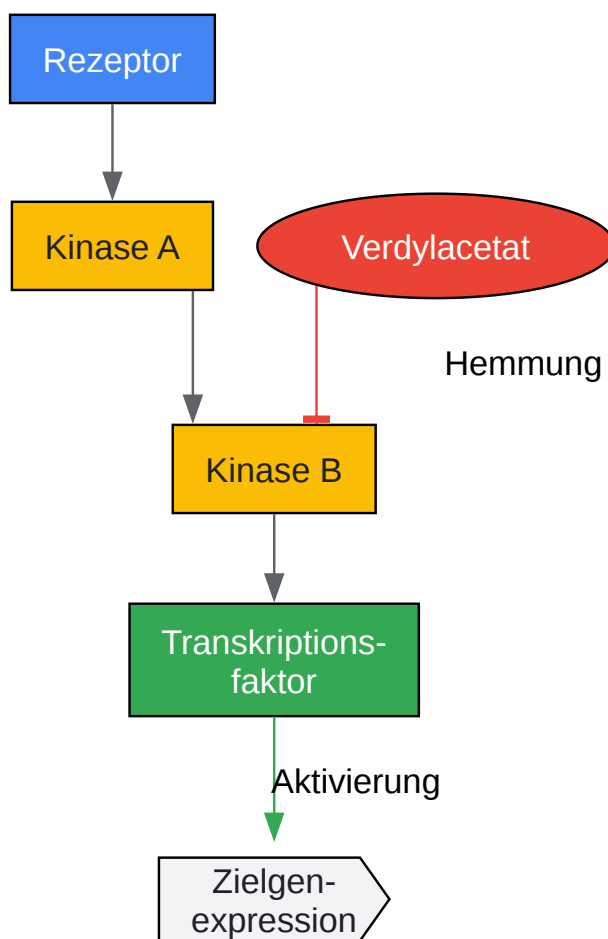 Rezeptor
Kinase A
Verdylacetat
Hemmung
Kinase B
Transkriptions-
faktor
Aktivierung
Zielgen-
expression